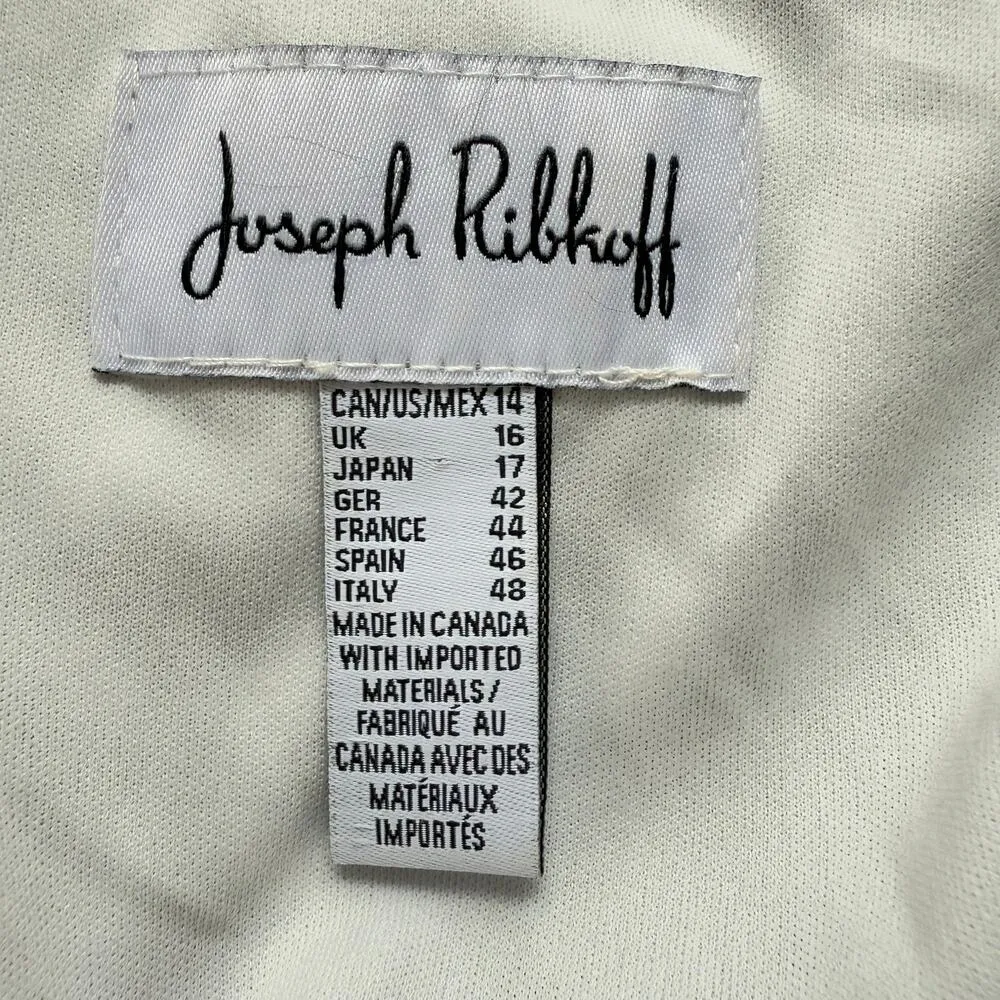 Joseph Ribkoff
CAN/US/MEX 14
UK 16
JAPAN 17
GER 42
FRANCE 44
SPAIN 46
ITALY 48
MADE IN CANADA
WITH IMPORTED
MATERIALS/
FABRIQUÉ AU
CANADA AVEC DES
MATÉRIAUX
IMPORTÉS